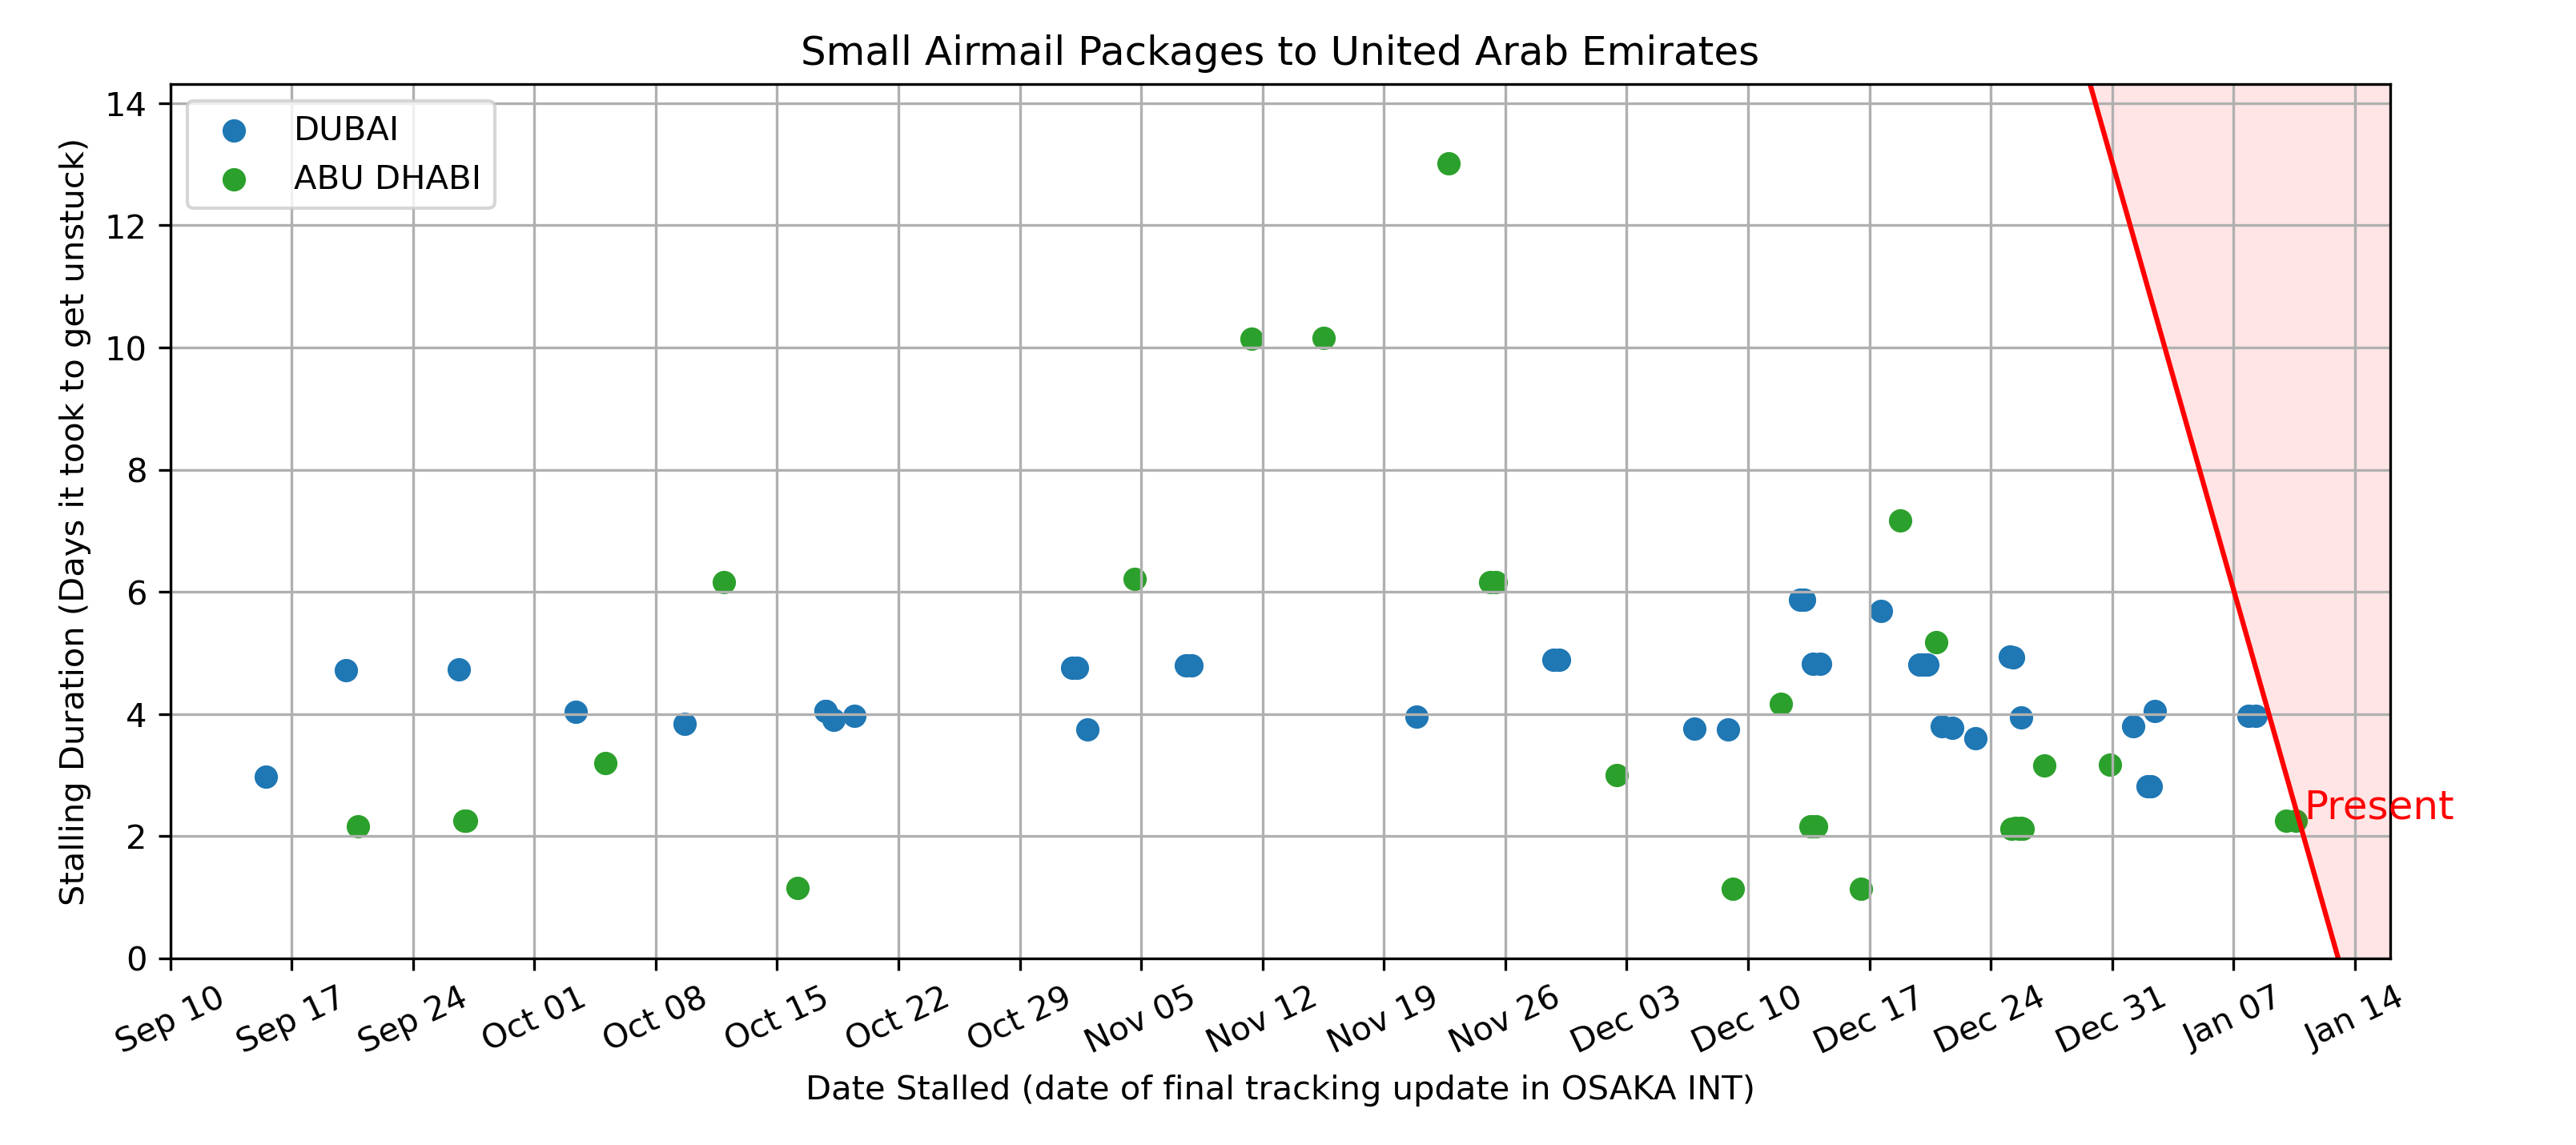 Small Airmail Packages to United Arab Emirates
DUBAI
ABU DHABI
Stalling Duration (Days it took to get unstuck)
14
12
10
8
6
4
2
0
Present
Sep 10
Sep 17
Sep 24
Oct 01
Oct 08
Oct 15
Oct 22
Oct 29
Nov 05
Nov 12
Nov 19
Nov 26
Dec 03
Dec 10
Dec 17
Dec 24
Dec 31
Jan 07
Jan 14
Date Stalled (date of final tracking update in OSAKA INT)